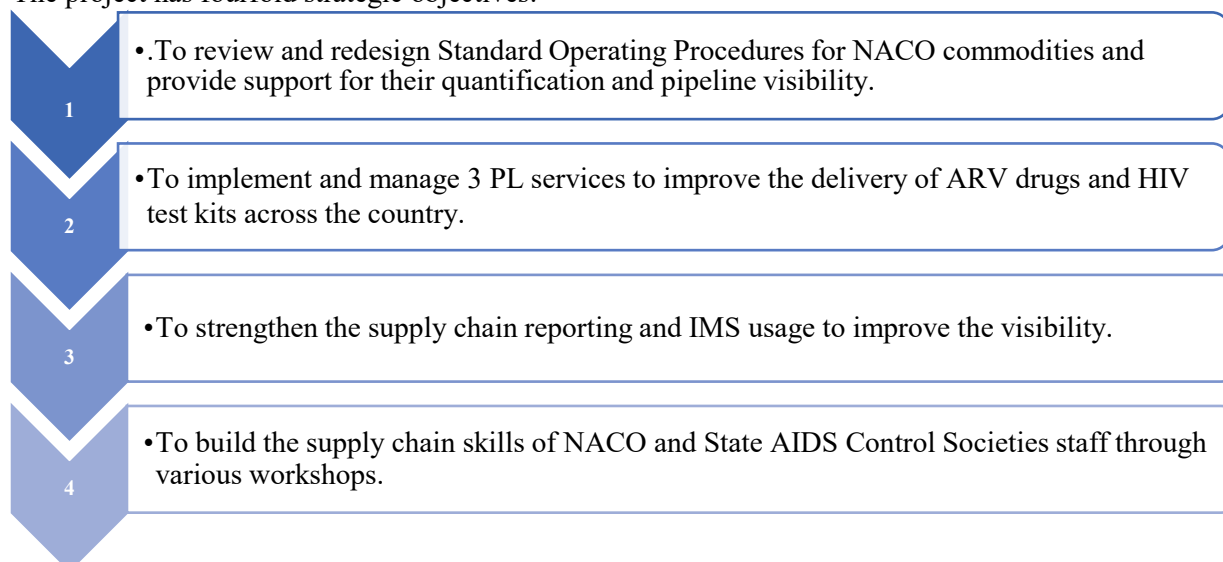 The project has fourfold strategic objectives:
•.To review and redesign Standard Operating Procedures for NACO commodities and
provide support for their quantification and pipeline visibility.
1
•To implement and manage 3 PL services to improve the delivery of ARV drugs and HIV
test kits across the country.
2
•To strengthen the supply chain reporting and IMS usage to improve the visibility.
3
•To build the supply chain skills of NACO and State AIDS Control Societies staff through
various workshops.
4